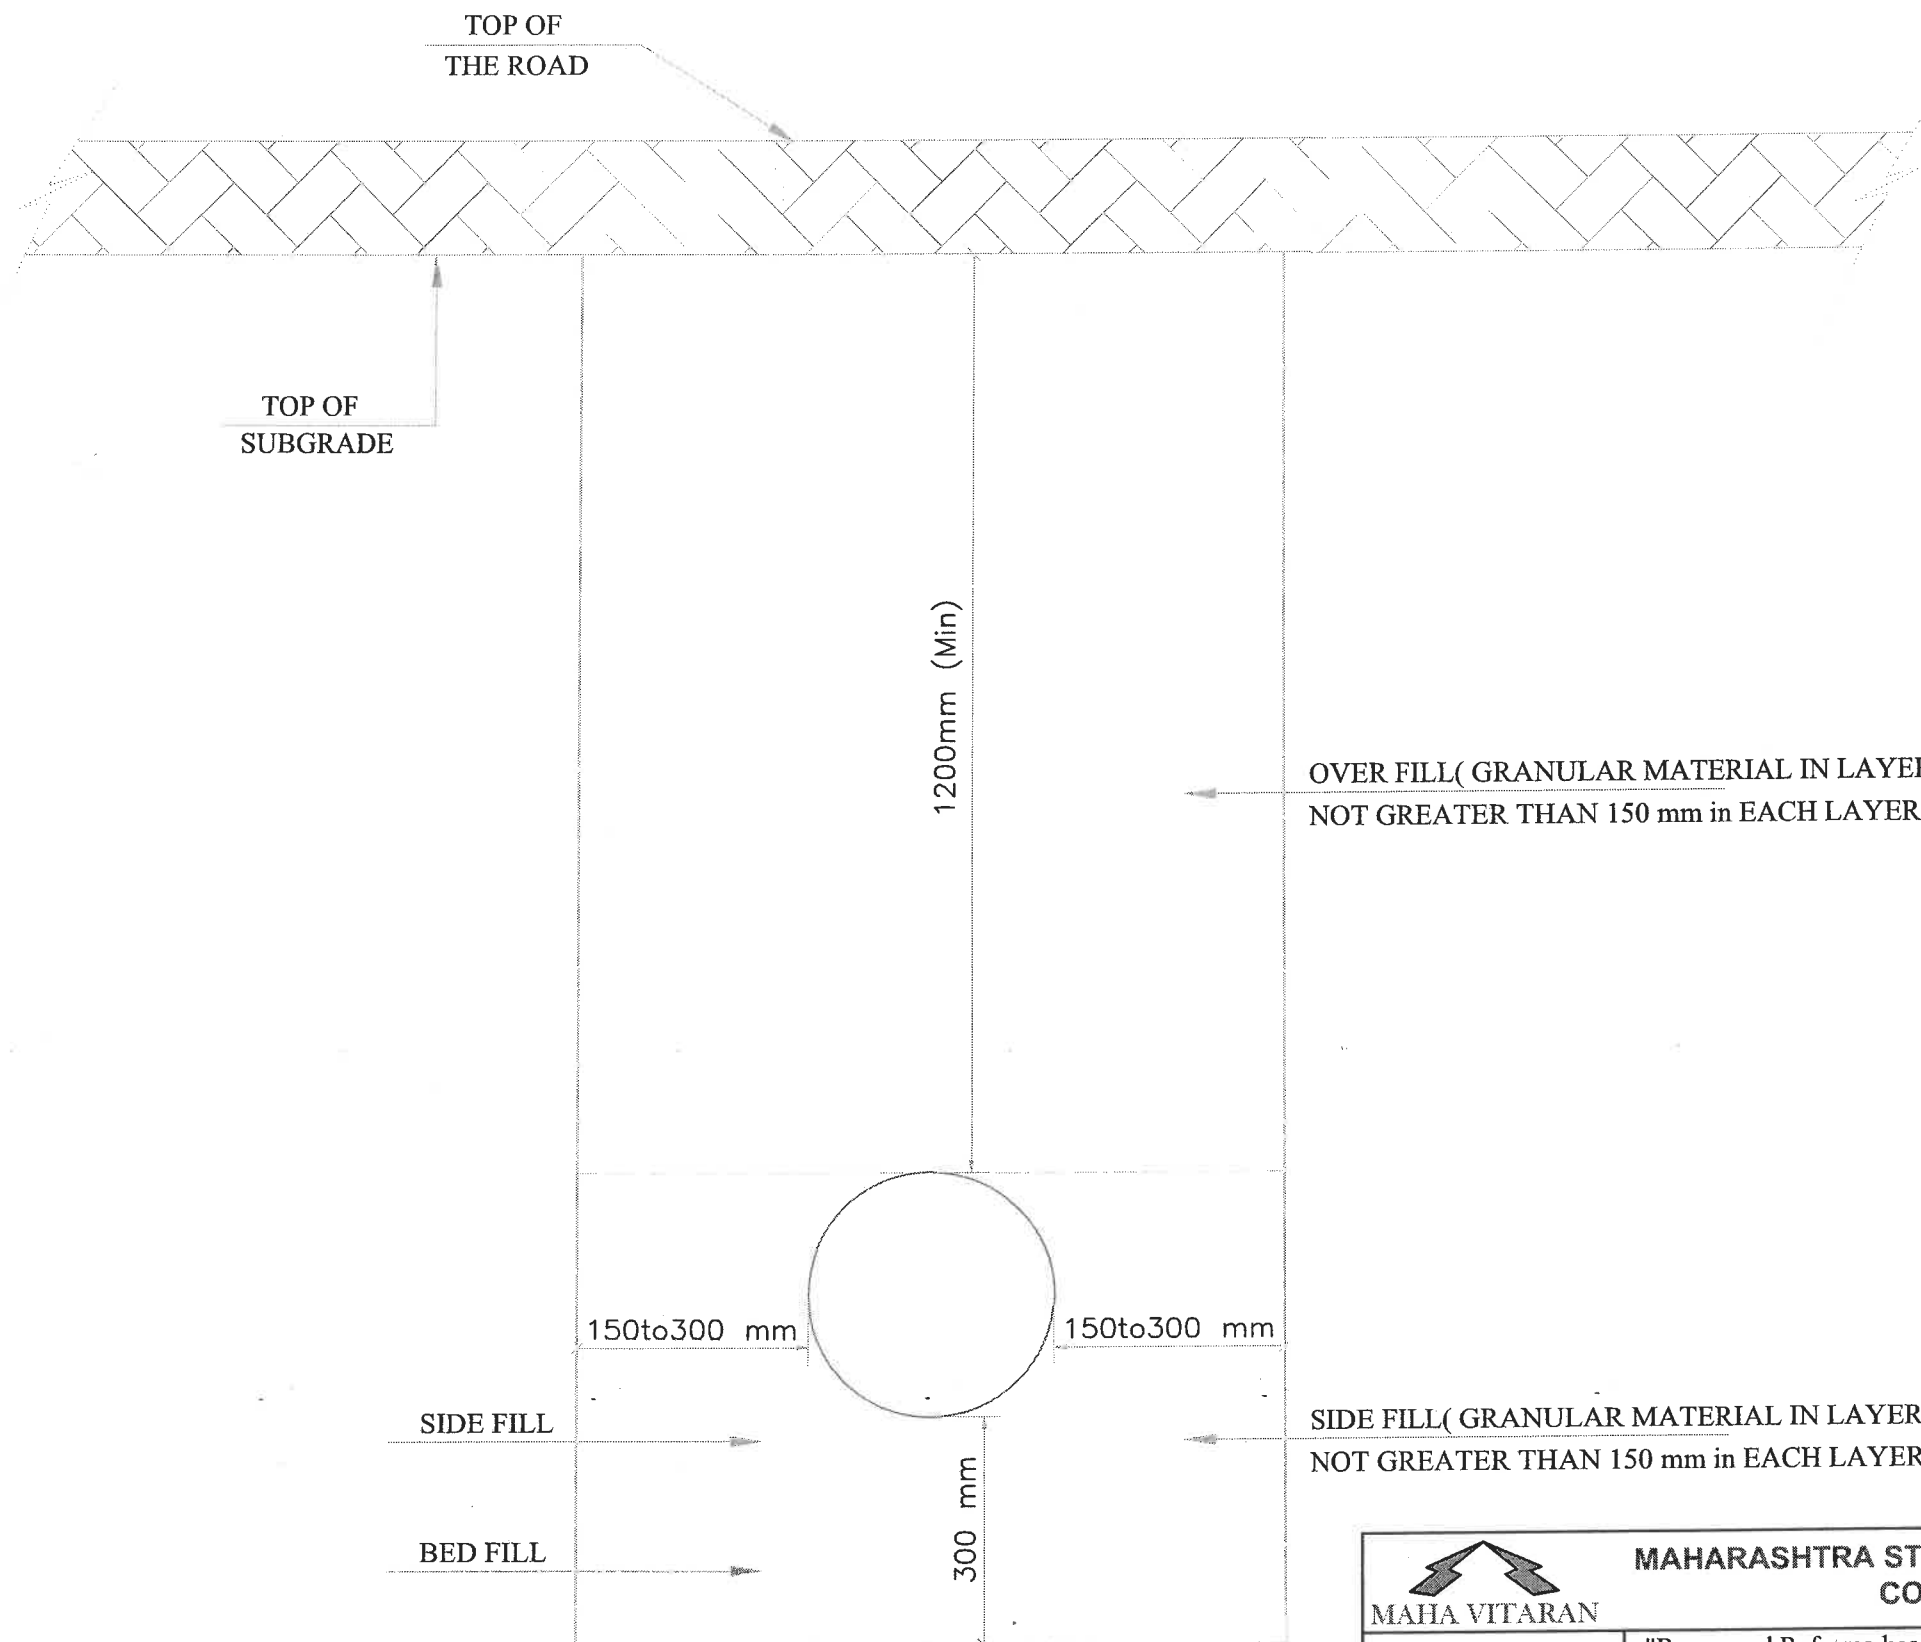 TOP OF
THE ROAD
TOP OF
SUBGRADE
1200mm (Min)
OVER FILL( GRANULAR MATERIAL IN LAYER
NOT GREATER THAN 150 mm in EACH LAYER
150to300 mm
150to300 mm
SIDE FILL
SIDE FILL( GRANULAR MATERIAL IN LAYER
NOT GREATER THAN 150 mm in EACH LAYER
300 mm
BED FILL
MAHARASHTRA ST
CO
MAHA VITARAN